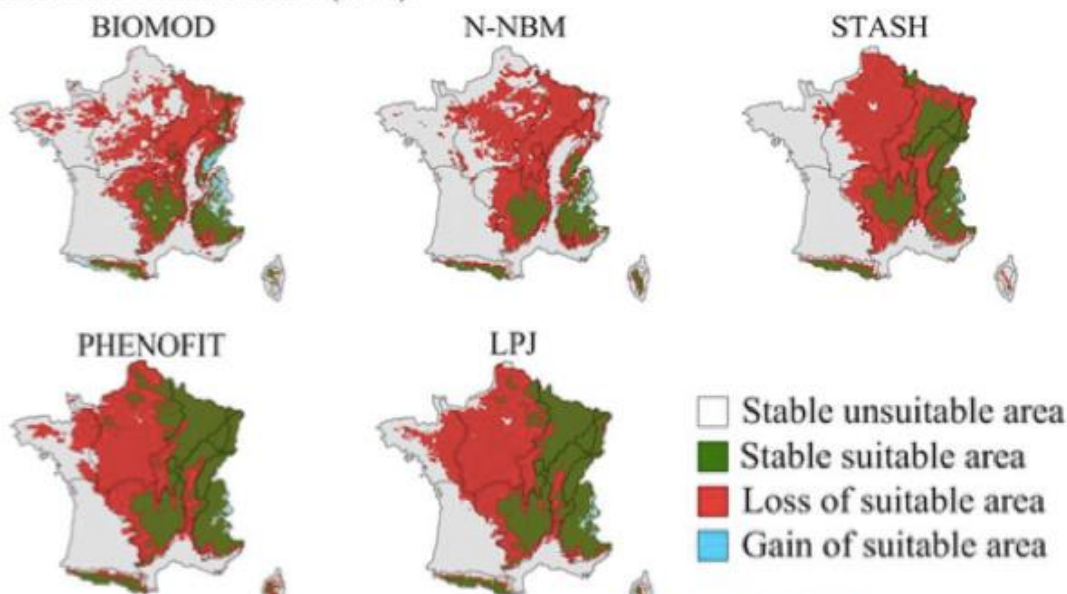 BIOMOD
N-NBM
STASH
PHENOFIT
LPJ
Stable unsuitable area
Stable suitable area
Loss of suitable area
Gain of suitable area